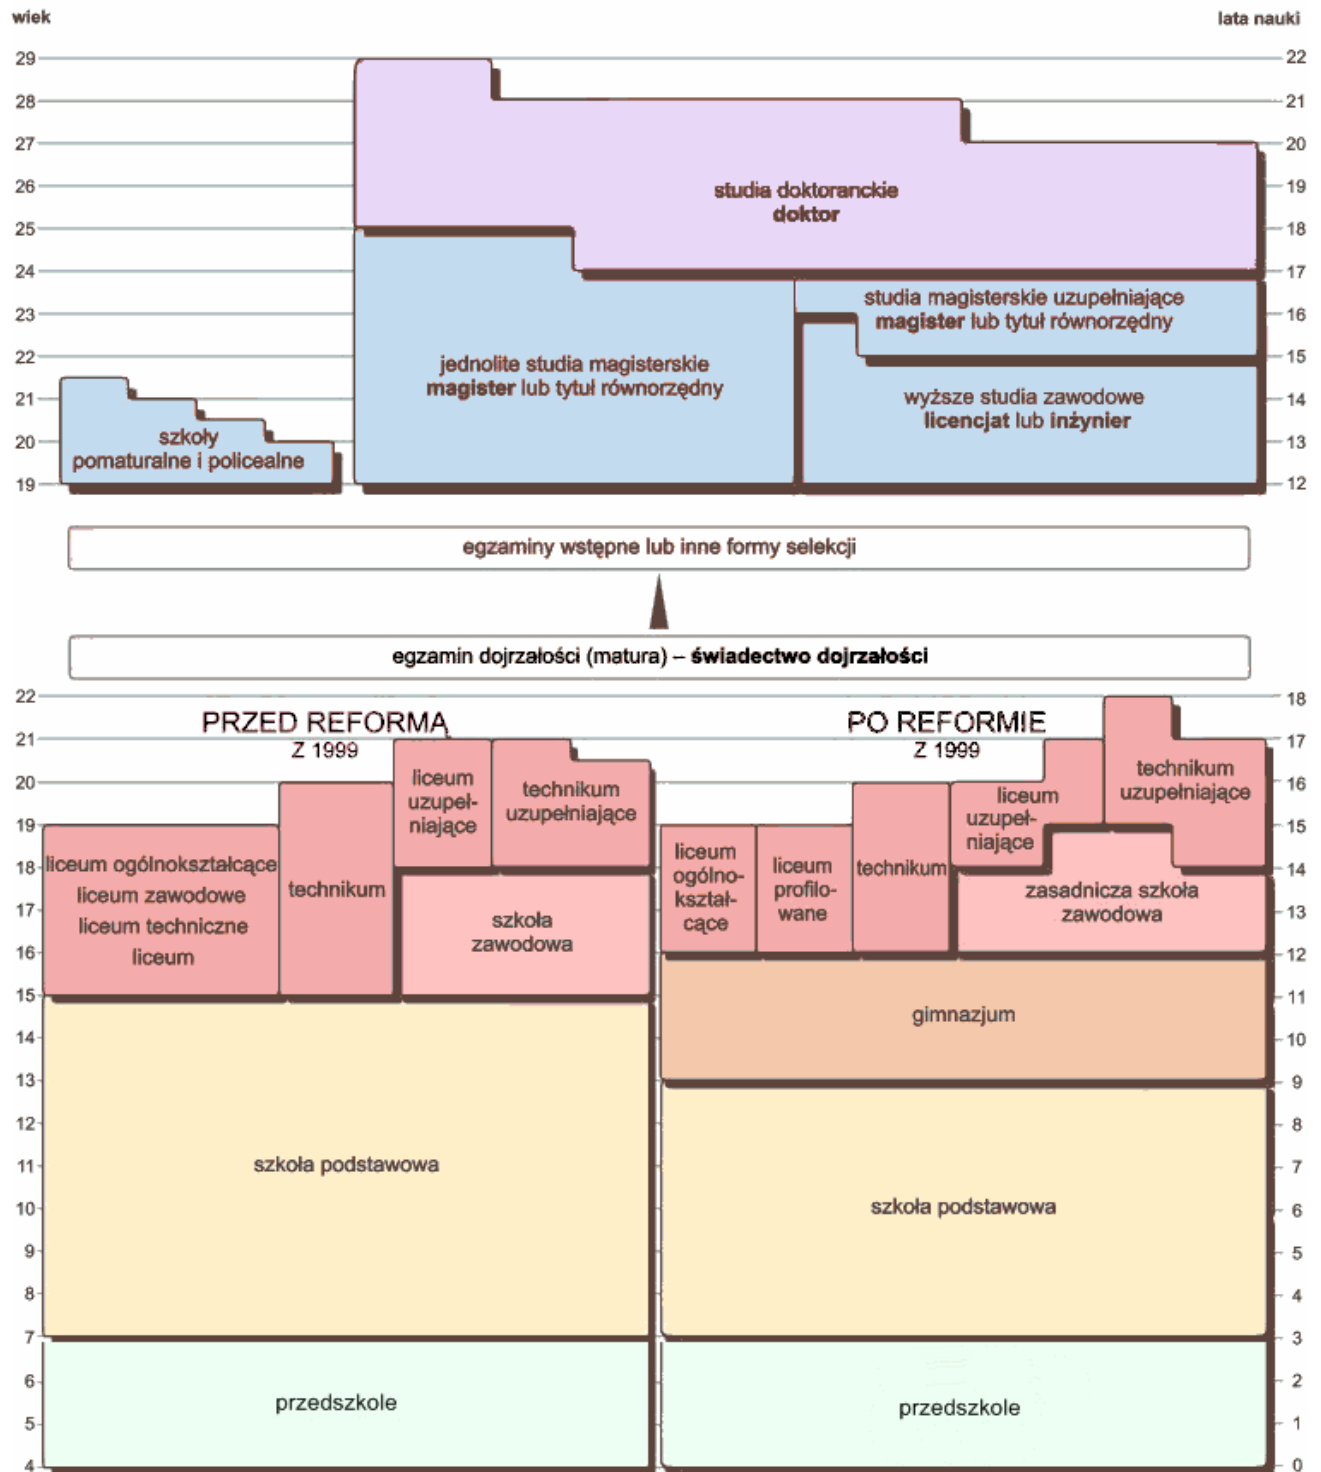 wiek
lata nauki
29
22
28
21
27
20
26
19
studia doktoranckie
doktor
25
18
24
17
studia magisterskie uzupełniające
magister lub tytuł równorzędny
23
16
22
15
jednolite studia magisterskie
magister lub tytuł równorzędny
wyższe studia zawodowe
licencjat lub inżynier
21
14
szkoły
pomaturalne i policealne
20
13
19
12
egzaminy wstępne lub inne formy selekcji
egzamin dojrzałości (matura) – świadectwo dojrzałości
22
18
PRZED REFORMĄ
Z 1999
PO REFORMIE
Z 1999
21
17
20
16
liceum
uzupeł-
niające
technikum
uzupełniające
liceum
uzupeł-
niające
technikum
uzupełniające
19
15
liceum ogólnokształcące
liceum zawodowe
liceum techniczne
liceum
technikum
szkoła
zawodowa
liceum
ogólno-
kształ-
cące
liceum
profilo-
wane
technikum
zasadnicza szkoła
zawodowa
18
14
17
13
16
12
15
11
gimnazjum
14
10
13
9
12
8
szkoła podstawowa
11
7
szkoła podstawowa
10
6
9
5
8
4
7
3
6
2
przedszkole
przedszkole
5
1
4
0